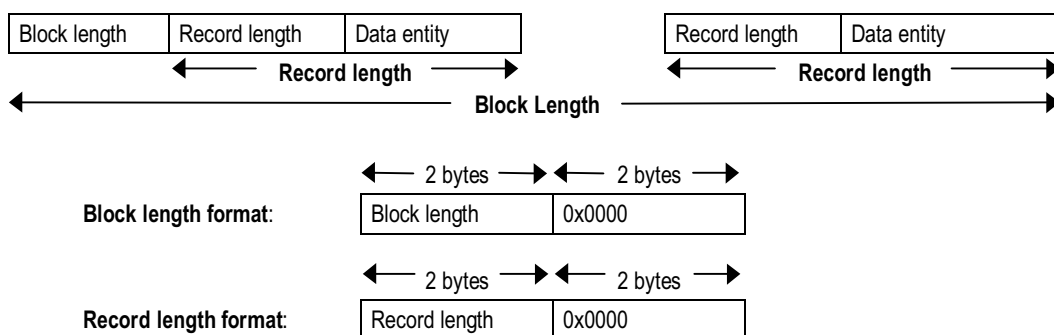 Block length Record length Data entity Record length Data entity
Record length Record length
Block Length
2 bytes 2 bytes
Block length format: Block length 0x0000
2 bytes 2 bytes
Record length format: Record length 0x0000